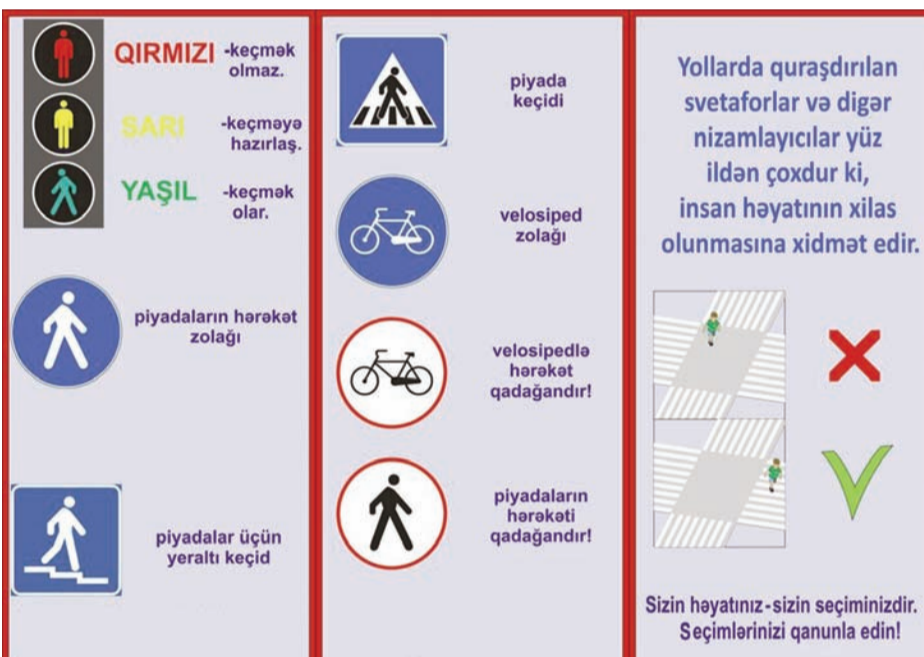 QIRMIZI -keçmək
olmaz.
SARI -keçməyə
hazırlaş.
YAŞIL -keçmək
olar.
piyadaların hərəkət
zolağı
piyadalar üçün
yeraltı keçid
piyada
keçidi
velosiped
zolağı
velosipedlə
hərəkət
qadağandır!
piyadaların
hərəkəti
qadağandır!
Yollarda quraşdırılan
svetaforlar və digər
nizamlayıcılar yüz
ildən çoxdur ki,
insan həyatının xilas
olunmasına xidmət edir.
Sizin həyatınız-sizin seçiminizdir.
Seçimlərinizi qanunla edin!